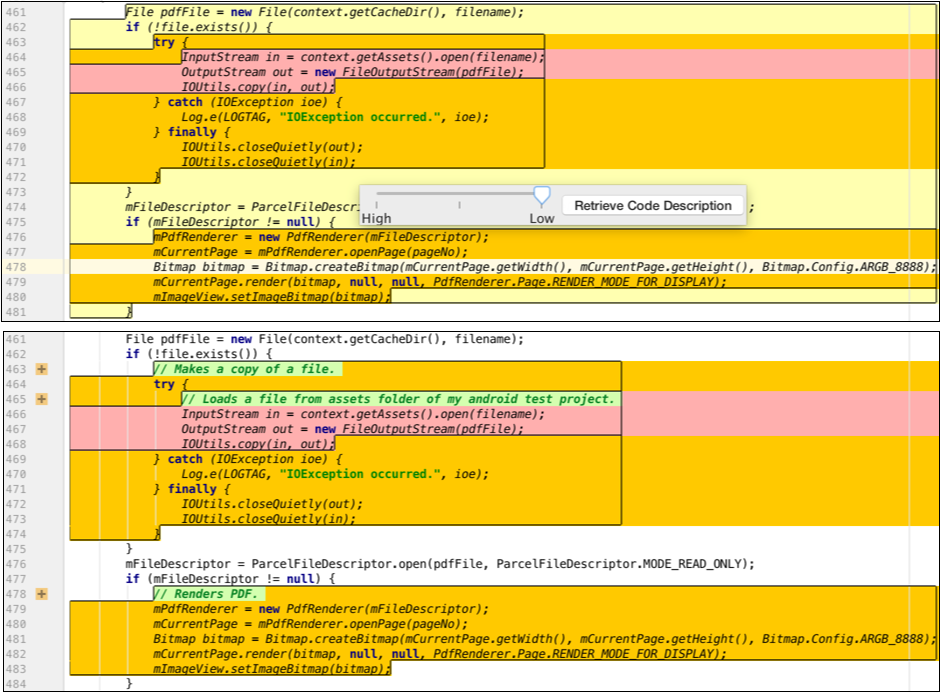 461 File pdfFile = new File(context.getCacheDir(), filename);
462 if (!file.exists()) {
463 try {
464 InputStream in = context.getAssets().open(filename);
465 OutputStream out = new FileOutputStream(pdfFile);
466 IOUtils.copy(in, out);
467 } catch (IOException ioe) {
468 Log.e(LOGTAG, "IOException occurred.", ioe);
469 } finally {
470 IOUtils.closeQuietly(out);
471 IOUtils.closeQuietly(in);
472 }
473 }
474 mFileDescriptor = ParcelFileDescri ;
High Low Retrieve Code Description
475 if (mFileDescriptor != null) {
476 mPdfRenderer = new PdfRenderer(mFileDescriptor);
477 mCurrentPage = mPdfRenderer.openPage(pageNo);
478 Bitmap bitmap = Bitmap.createBitmap(mCurrentPage.getWidth(), mCurrentPage.getHeight(), Bitmap.Config.ARGB_8888);
479 mCurrentPage.render(bitmap, null, null, PdfRenderer.Page.RENDER_MODE_FOR_DISPLAY);
480 mImageView.setImageBitmap(bitmap);
481 }
461 File pdfFile = new File(context.getCacheDir(), filename);
462 if (!file.exists()) {
463 + // Makes a copy of a file.
464 try {
465 + // Loads a file from assets folder of my android test project.
466 InputStream in = context.getAssets().open(filename);
467 OutputStream out = new FileOutputStream(pdfFile);
468 IOUtils.copy(in, out);
469 } catch (IOException ioe) {
470 Log.e(LOGTAG, "IOException occurred.", ioe);
471 } finally {
472 IOUtils.closeQuietly(out);
473 IOUtils.closeQuietly(in);
474 }
475 }
476 mFileDescriptor = ParcelFileDescriptor.open(pdfFile, ParcelFileDescriptor.MODE_READ_ONLY);
477 if (mFileDescriptor != null) {
478 + // Renders PDF.
479 mPdfRenderer = new PdfRenderer(mFileDescriptor);
480 mCurrentPage = mPdfRenderer.openPage(pageNo);
481 Bitmap bitmap = Bitmap.createBitmap(mCurrentPage.getWidth(), mCurrentPage.getHeight(), Bitmap.Config.ARGB_8888);
482 mCurrentPage.render(bitmap, null, null, PdfRenderer.Page.RENDER_MODE_FOR_DISPLAY);
483 mImageView.setImageBitmap(bitmap);
484 }